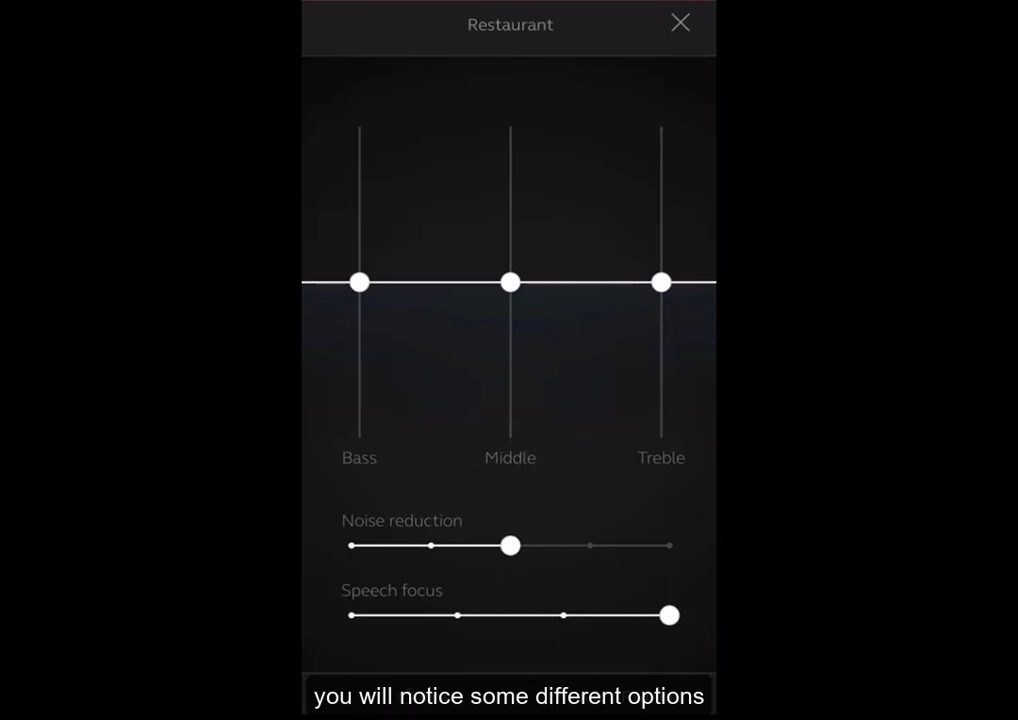 Restaurant
Bass Middle Treble
Noise reduction
Speech focus
you will notice some different options